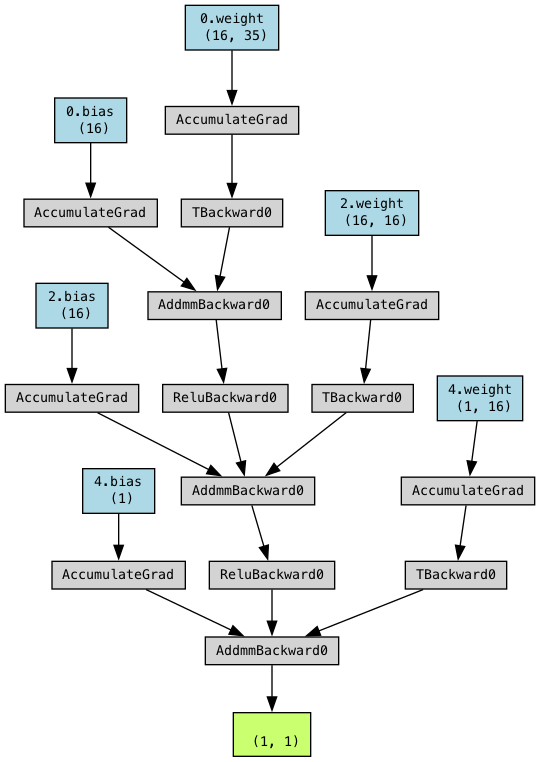 0.weight
(16, 35)
0.bias
(16)
AccumulateGrad
AccumulateGrad
TBackward0
2.weight
(16, 16)
2.bias
(16)
AddmmBackward0
AccumulateGrad
AccumulateGrad
ReluBackward0
TBackward0
4.weight
(1, 16)
4.bias
(1)
AddmmBackward0
AccumulateGrad
AccumulateGrad
ReluBackward0
TBackward0
AddmmBackward0
(1, 1)